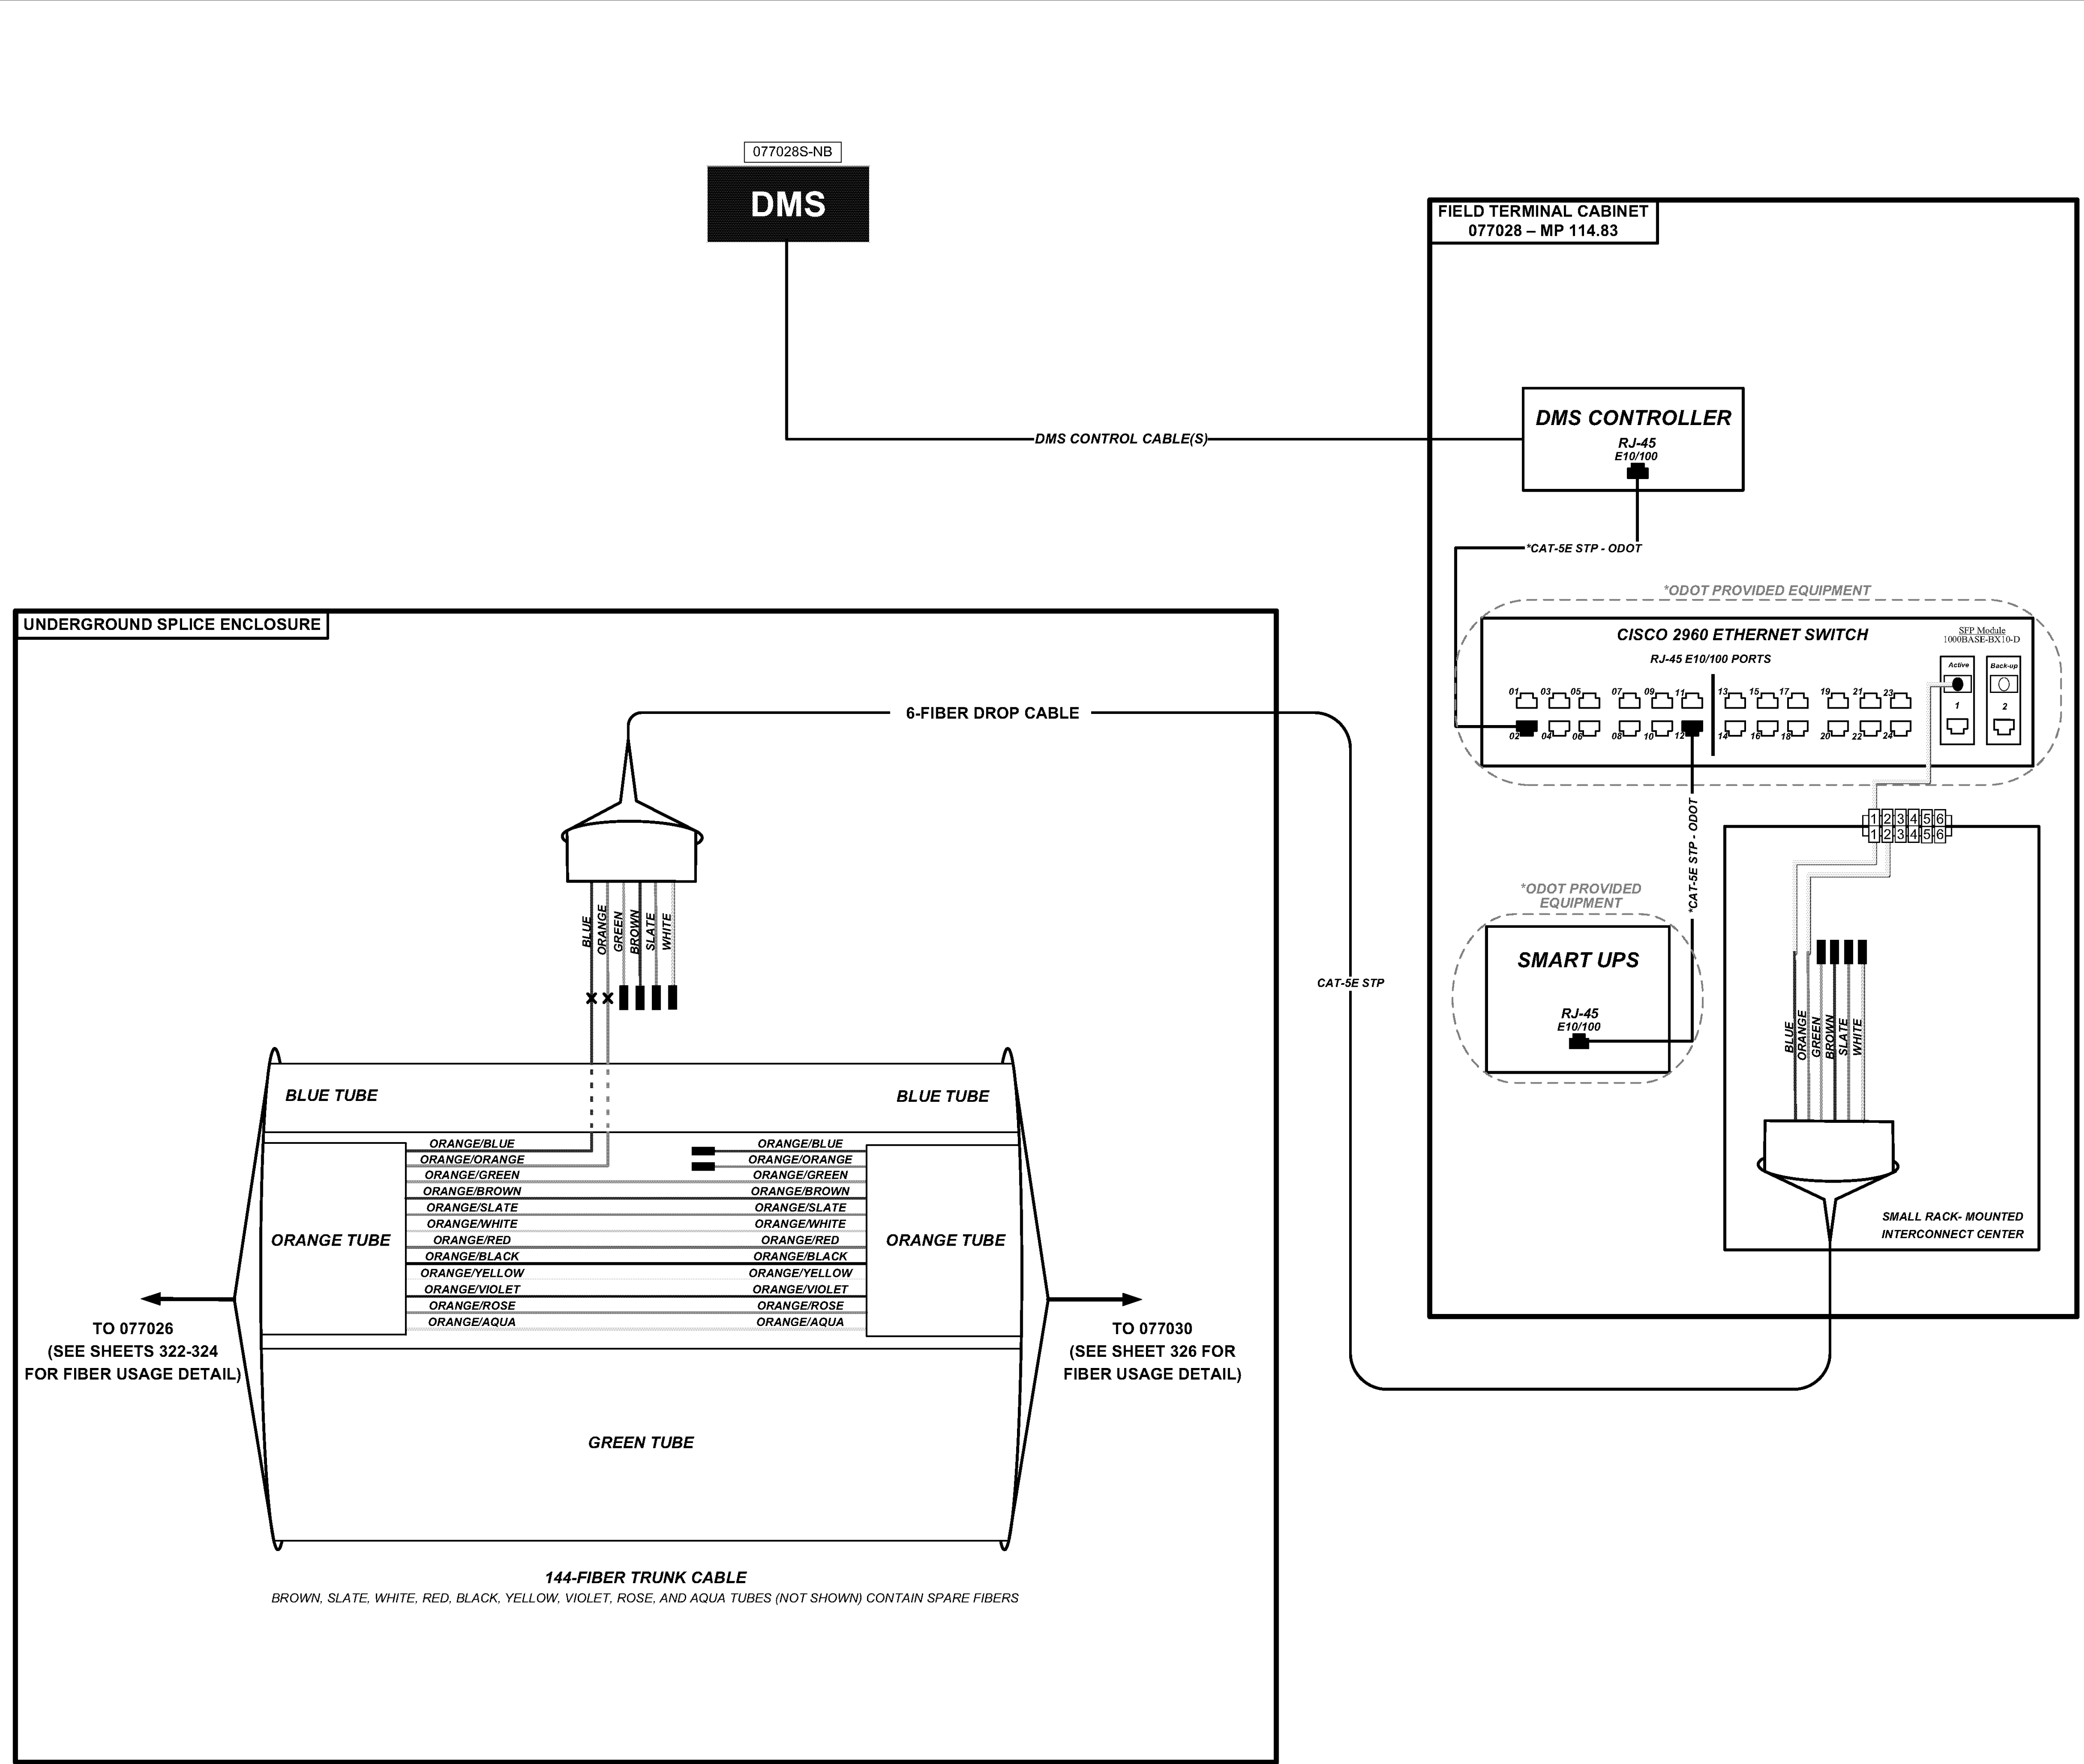 077028S-NB
DMS
DMS CONTROL CABLE(S)
FIELD TERMINAL CABINET
077028 – MP 114.83
DMS CONTROLLER
RJ-45
E10/100
*CAT-5E STP - ODOT
*ODOT PROVIDED EQUIPMENT
CISCO 2960 ETHERNET SWITCH
RJ-45 E10/100 PORTS
SFP Module
1000BASE-BX10-D
Active
Back-up
1
2
01 03 05 07 09 11 13 15 17 19 21 23
02 04 06 08 10 12 14 16 18 20 22 24
*CAT-5E STP - ODOT
1 2 3 4 5 6
1 2 3 4 5 6
*ODOT PROVIDED
EQUIPMENT
SMART UPS
RJ-45
E10/100
BLUE
ORANGE
GREEN
BROWN
SLATE
WHITE
SMALL RACK- MOUNTED
INTERCONNECT CENTER
CAT-5E STP
UNDERGROUND SPLICE ENCLOSURE
6-FIBER DROP CABLE
BLUE
ORANGE
GREEN
BROWN
SLATE
WHITE
BLUE TUBE
BLUE TUBE
ORANGE TUBE
ORANGE TUBE
ORANGE/BLUE ORANGE/BLUE
ORANGE/ORANGE ORANGE/ORANGE
ORANGE/GREEN ORANGE/GREEN
ORANGE/BROWN ORANGE/BROWN
ORANGE/SLATE ORANGE/SLATE
ORANGE/WHITE ORANGE/WHITE
ORANGE/RED ORANGE/RED
ORANGE/BLACK ORANGE/BLACK
ORANGE/YELLOW ORANGE/YELLOW
ORANGE/VIOLET ORANGE/VIOLET
ORANGE/ROSE ORANGE/ROSE
ORANGE/AQUA ORANGE/AQUA
TO 077026
(SEE SHEETS 322-324
FOR FIBER USAGE DETAIL)
TO 077030
(SEE SHEET 326 FOR
FIBER USAGE DETAIL)
GREEN TUBE
144-FIBER TRUNK CABLE
BROWN, SLATE, WHITE, RED, BLACK, YELLOW, VIOLET, ROSE, AND AQUA TUBES (NOT SHOWN) CONTAIN SPARE FIBERS